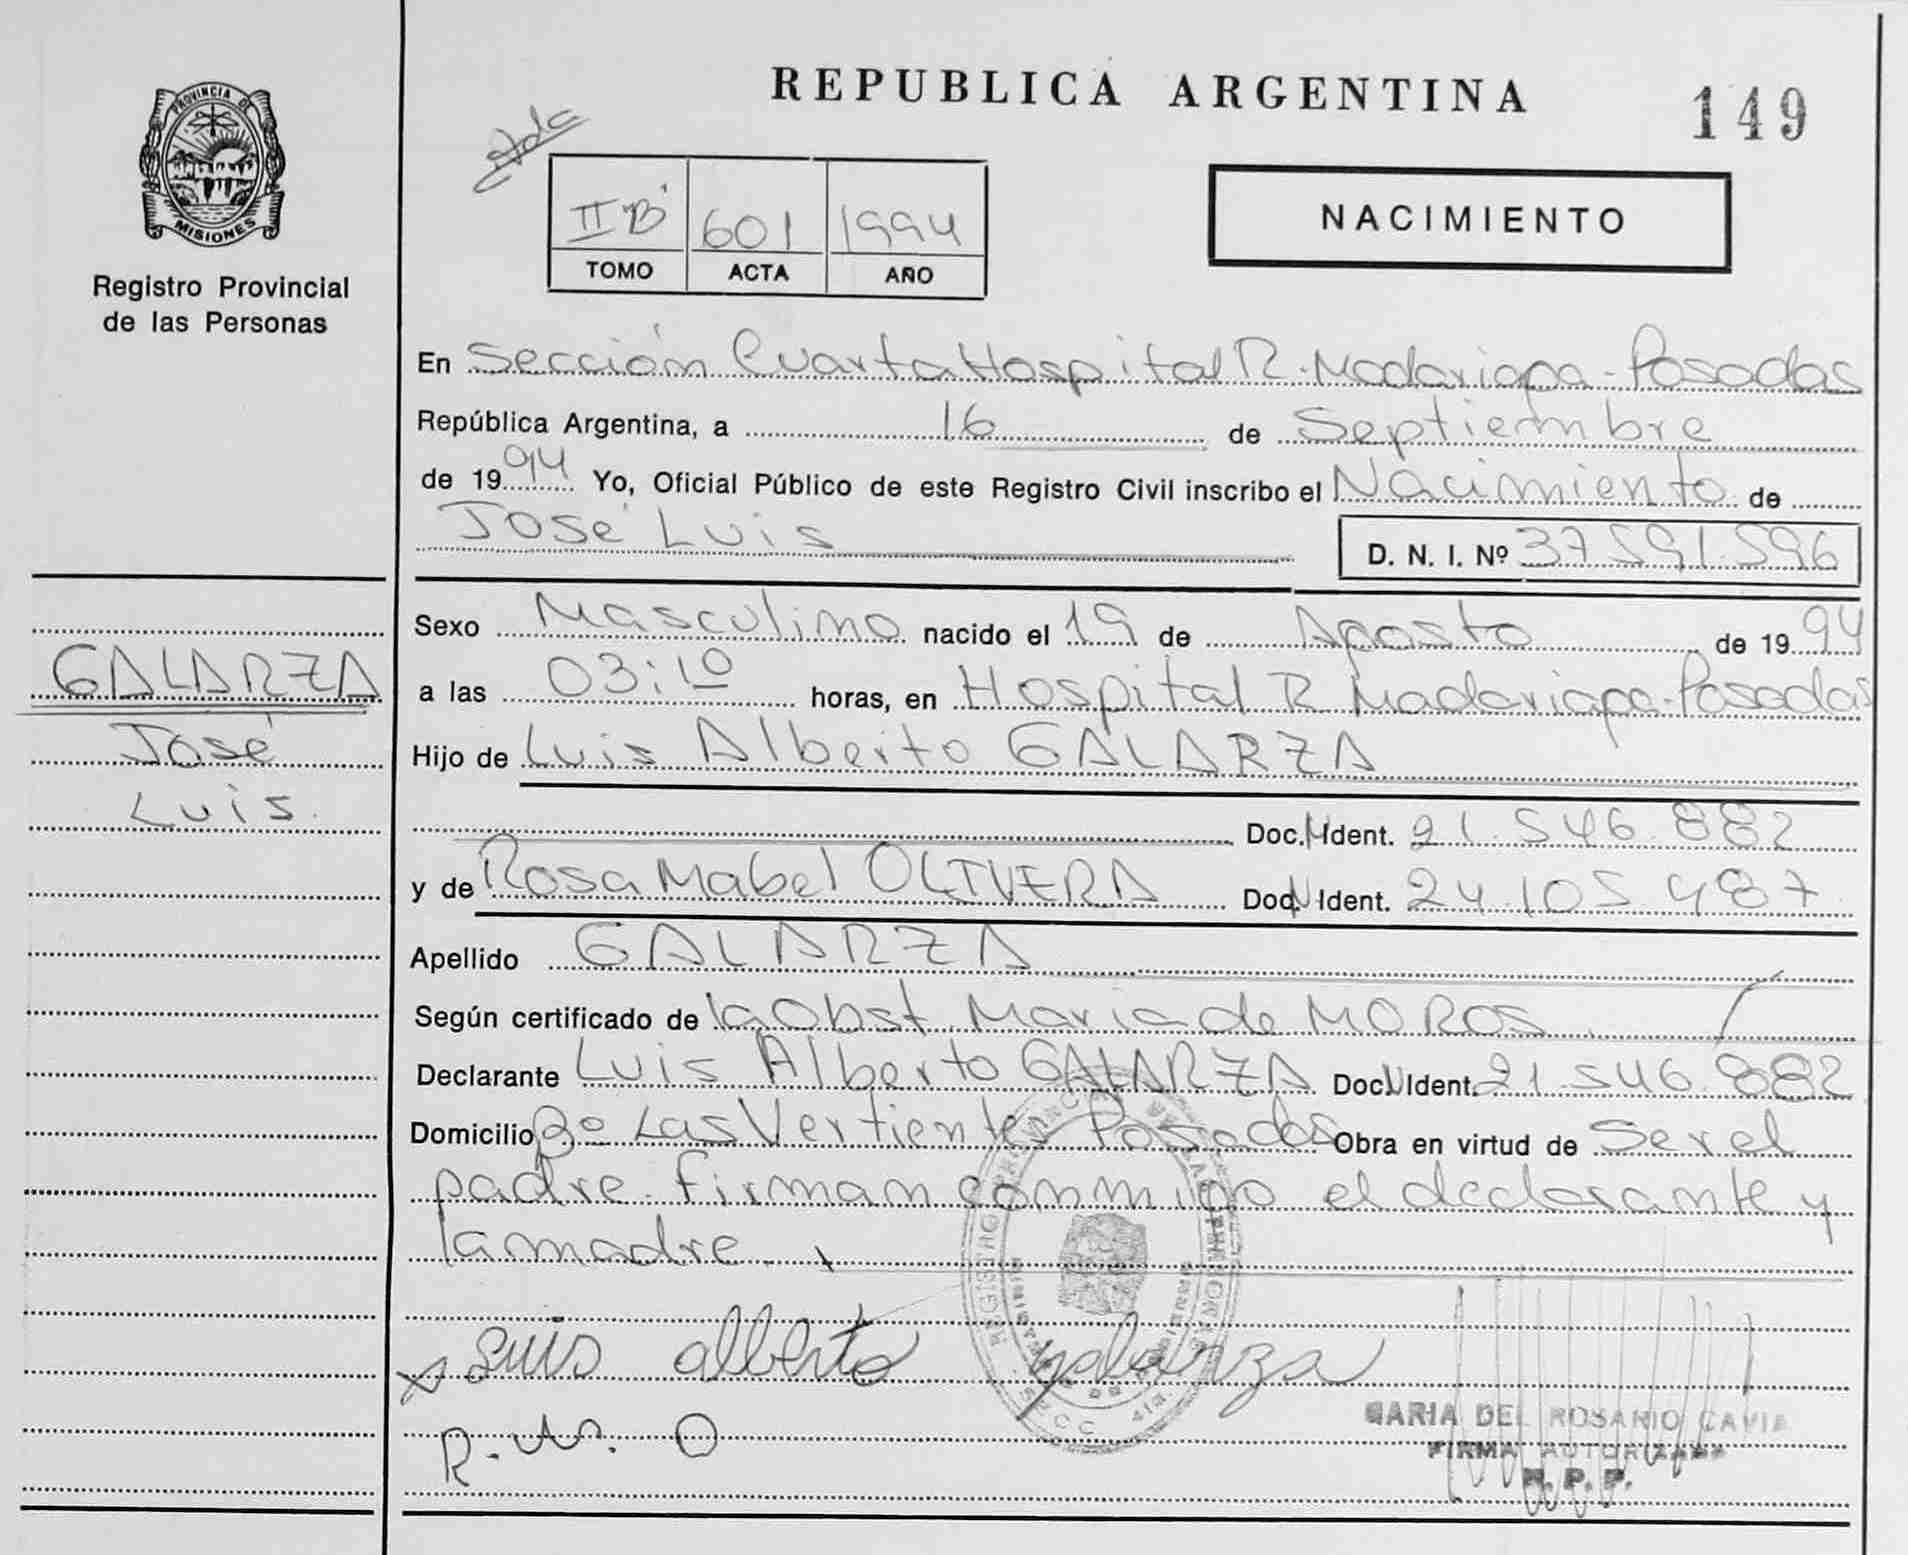 REPUBLICA ARGENTINA
149
PROVINCIA DE
MISIONES
Registro Provincial
de las Personas
IIB 601 1994
TOMO ACTA AÑO
NACIMIENTO
En Sección Cuarta Hospital R. Madariaga - Posadas
República Argentina, a 16 de Septiembre
de 1994 Yo, Oficial Público de este Registro Civil inscribo el Nacimiento de
José Luis D. N. I. Nº 37.591.596
Sexo Masculino nacido el 19 de Agosto de 1994
a las 03:10 horas, en Hospital R. Madariaga - Posadas
Hijo de Luis Alberto GALARZA
Doc. N Ident. 21.546.882
y de Rosa Mabel OLIVERA Doc. N Ident. 24.105.487
Apellido GALARZA
Según certificado de la Obst. Maria de MOROS
Declarante Luis Alberto GALARZA Doc. N Ident. 21.546.882
Domicilio Bº Las Vertientes Posadas Obra en virtud de Ser el
padre. firman conmigo el declarante y
la madre.
GALARZA
José
Luis.
Luis alberto galarza
R. M. O
MARIA DEL ROSARIO CAVIA
FIRMA AUTORIZADA
R. P. P.